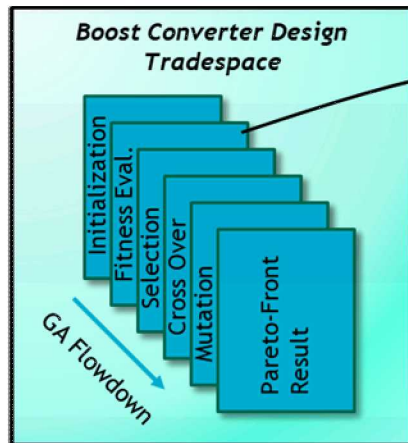 Boost Converter Design
Tradespace
Initialization
Fitness Eval.
Selection
Cross Over
Mutation
Pareto-Front
Result
GA Flowdown